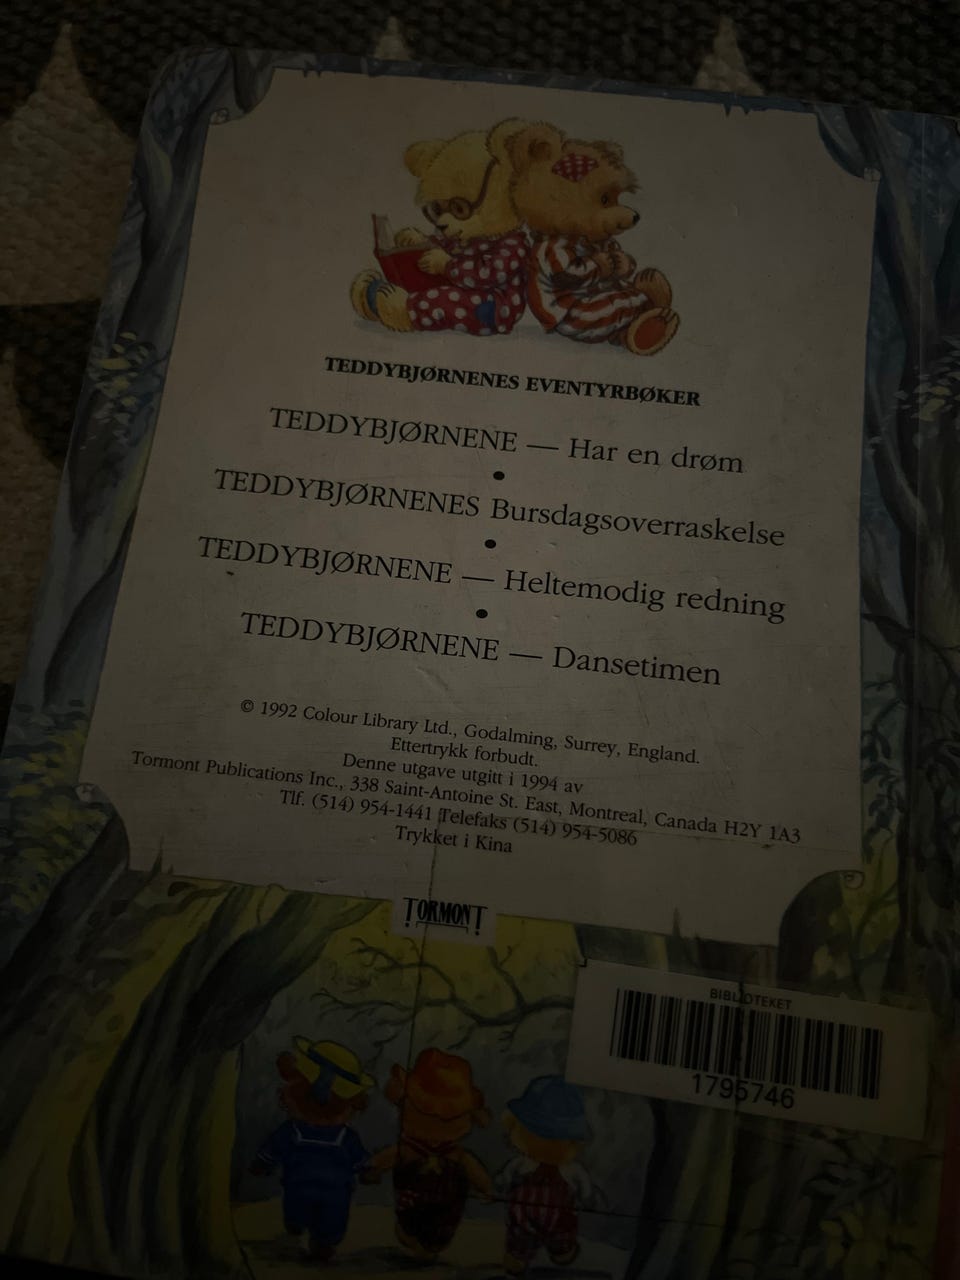 TEDDYBJØRNENES EVENTYRBØKER
TEDDYBJØRNENE — Har en drøm
•
TEDDYBJØRNENES Bursdagsoverraskelse
•
TEDDYBJØRNENE — Heltemodig redning
•
TEDDYBJØRNENE — Dansetimen
© 1992 Colour Library Ltd., Godalming, Surrey, England.
Ettertrykk forbudt.
Denne utgave utgitt i 1994 av
Tormont Publications Inc., 338 Saint-Antoine St. East, Montreal, Canada H2Y 1A3
Tlf. (514) 954-1441 Telefaks (514) 954-5086
Trykket i Kina
TORMONT
BIBLIOTEKET
1795746